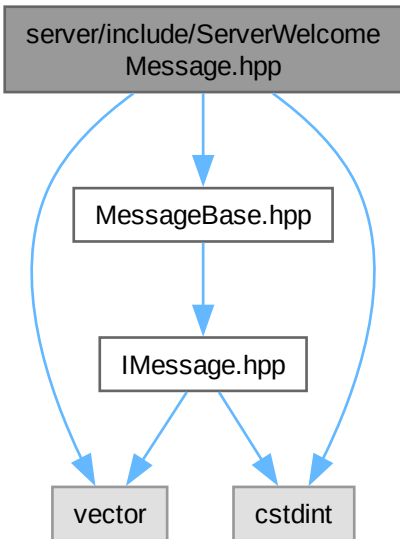 server/include/ServerWelcome
Message.hpp
MessageBase.hpp
IMessage.hpp
vector
cstdint